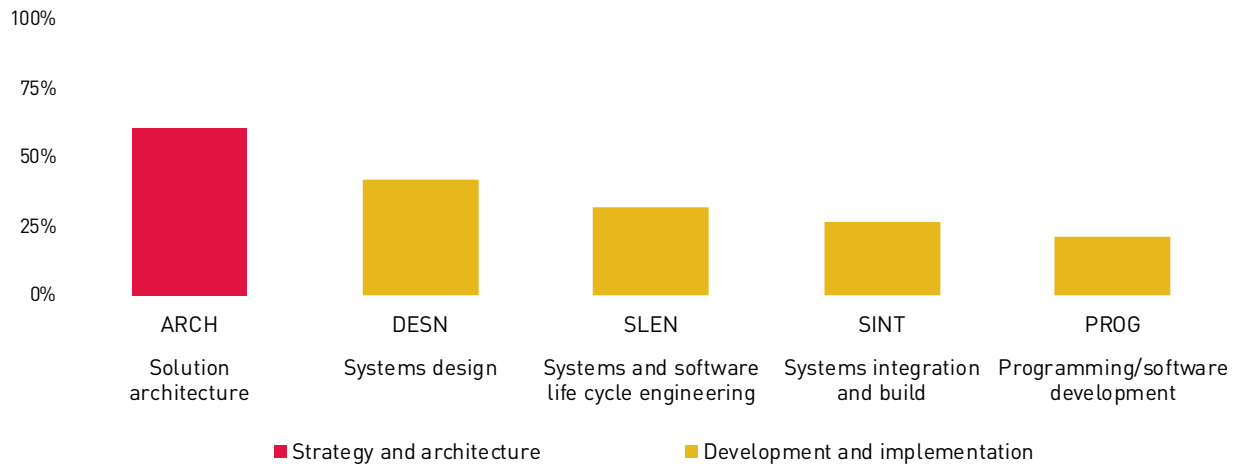 100%
75%
50%
25%
0%
ARCH
DESN
SLEN
SINT
PROG
Solution
architecture
Systems design
Systems and software
life cycle engineering
Systems integration
and build
Programming/software
development
Strategy and architecture
Development and implementation